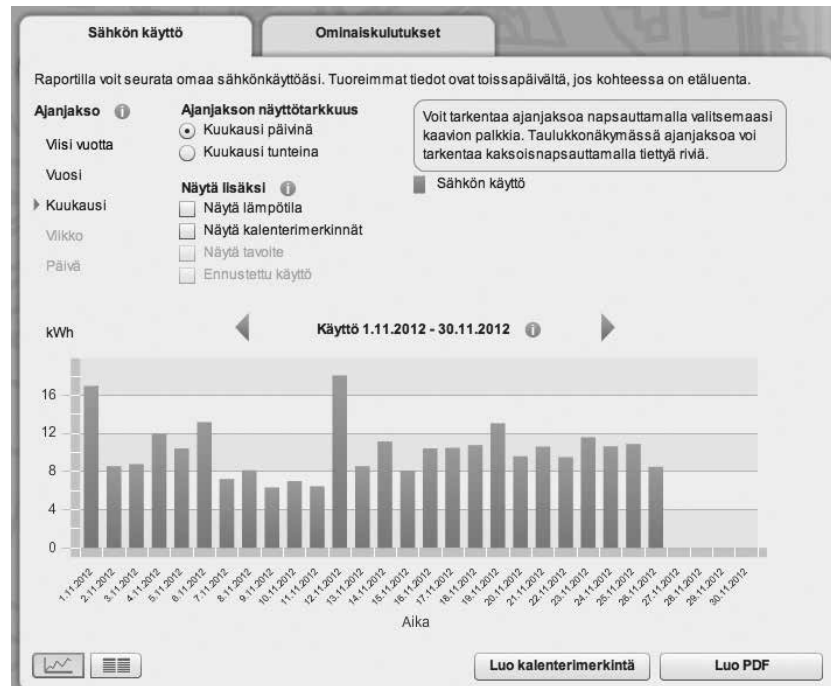 Sähkön käyttö
Ominaiskulutukset
Raportilla voit seurata omaa sähkönkäyttöäsi. Tuoreimmat tiedot ovat toissapäivältä, jos kohteessa on etäluenta.
Ajanjakso i
Viisi vuotta
Vuosi
Kuukausi
Viikko
Päivä
Ajanjakson näyttötarkkuus
Kuukausi päivinä
Kuukausi tunteina
Näytä lisäksi i
Näytä lämpötila
Näytä kalenterimerkinnät
Näytä tavoite
Ennustettu käyttö
Voit tarkentaa ajanjaksoa napsauttamalla valitsemaasi
kaavion palkkia. Taulukkonäkymässä ajanjaksoa voi
tarkentaa kaksoisnapsauttamalla tiettyä riviä.
Sähkön käyttö
kWh
Käyttö 1.11.2012 - 30.11.2012 i
16
12
8
4
0
1.11.2012
2.11.2012
3.11.2012
4.11.2012
5.11.2012
6.11.2012
7.11.2012
8.11.2012
9.11.2012
10.11.2012
11.11.2012
12.11.2012
13.11.2012
14.11.2012
15.11.2012
16.11.2012
17.11.2012
18.11.2012
19.11.2012
20.11.2012
21.11.2012
22.11.2012
23.11.2012
24.11.2012
25.11.2012
26.11.2012
27.11.2012
28.11.2012
29.11.2012
30.11.2012
Aika
Luo kalenterimerkintä
Luo PDF